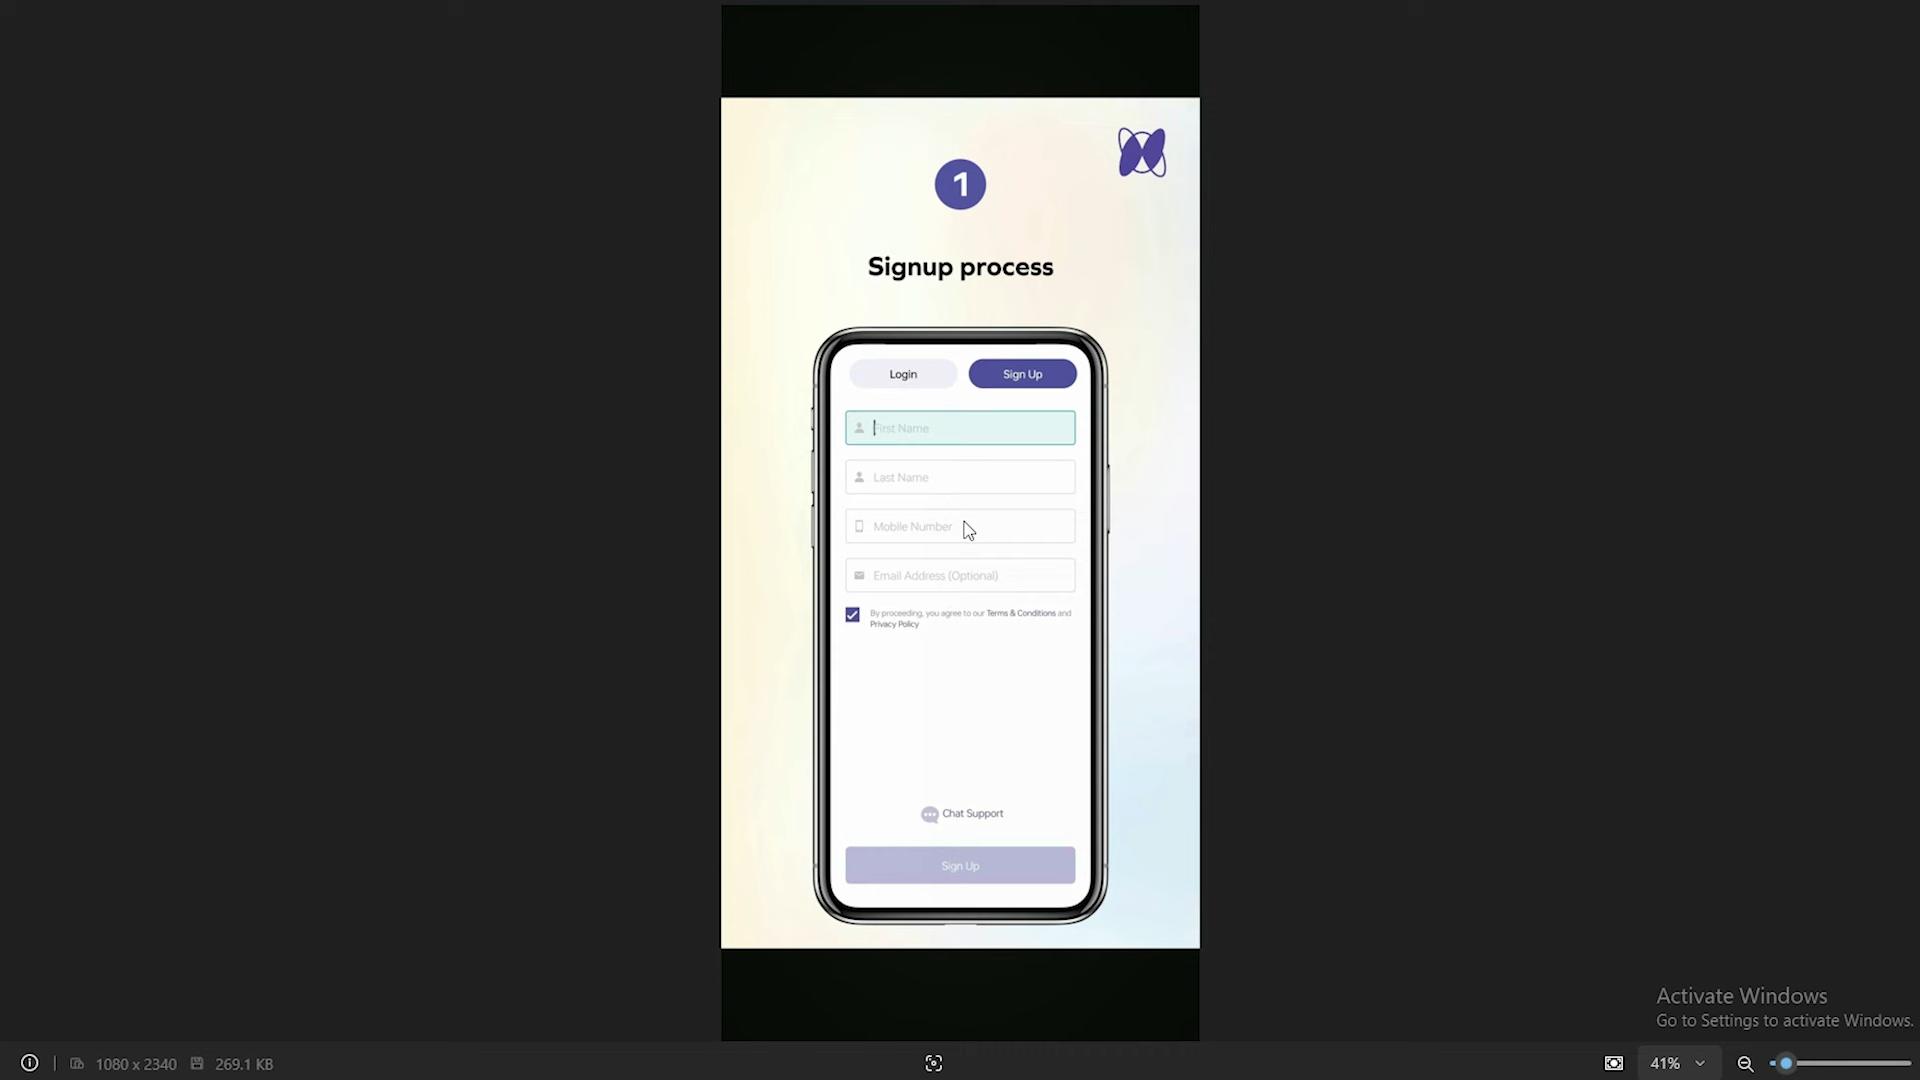 1
Signup process
Login
Sign Up
First Name
Last Name
Mobile Number
Email Address (Optional)
By proceeding, you agree to our Terms & Conditions and
Privacy Policy
Chat Support
Sign Up
Activate Windows
Go to Settings to activate Windows.
1080 x 2340
269.1 KB
41%